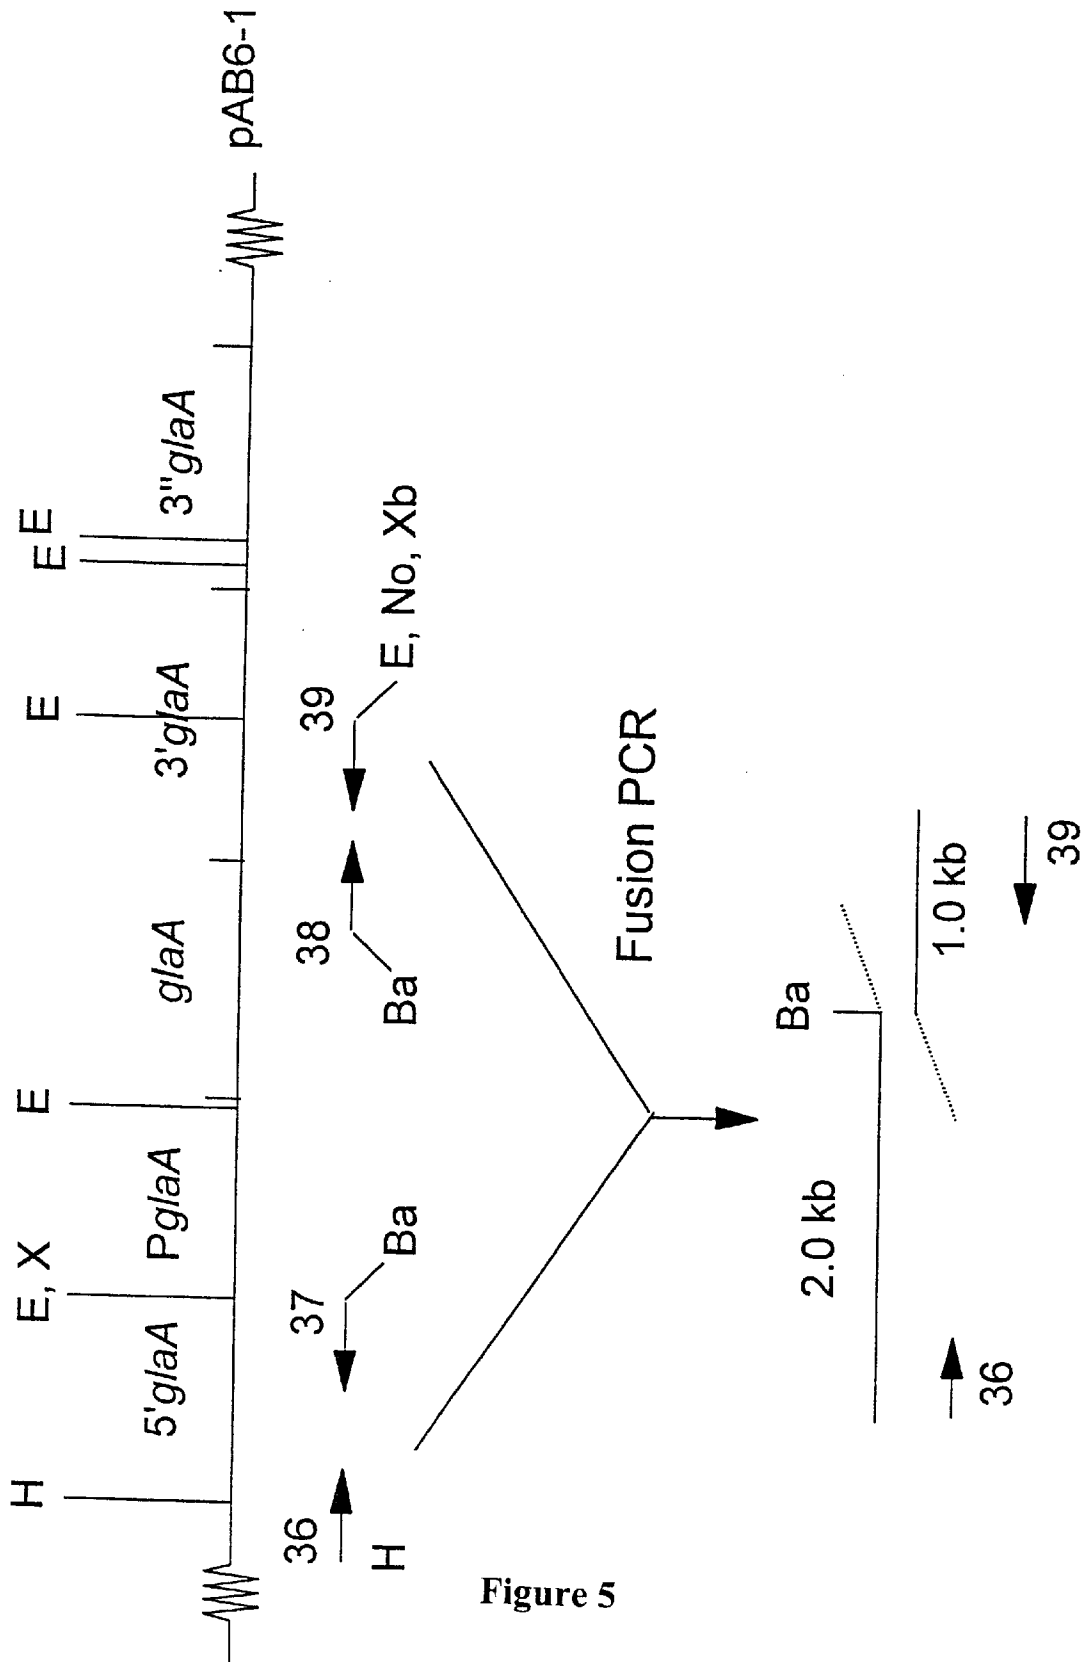 H
E, X
E
E
E
E
5'glaA
PglaA
glaA
3'glaA
3"glaA
pAB6-1
36
37
38
39
H
Ba
Ba
E, No, Xb
Fusion PCR
Ba
2.0 kb
1.0 kb
36
39
Figure 5